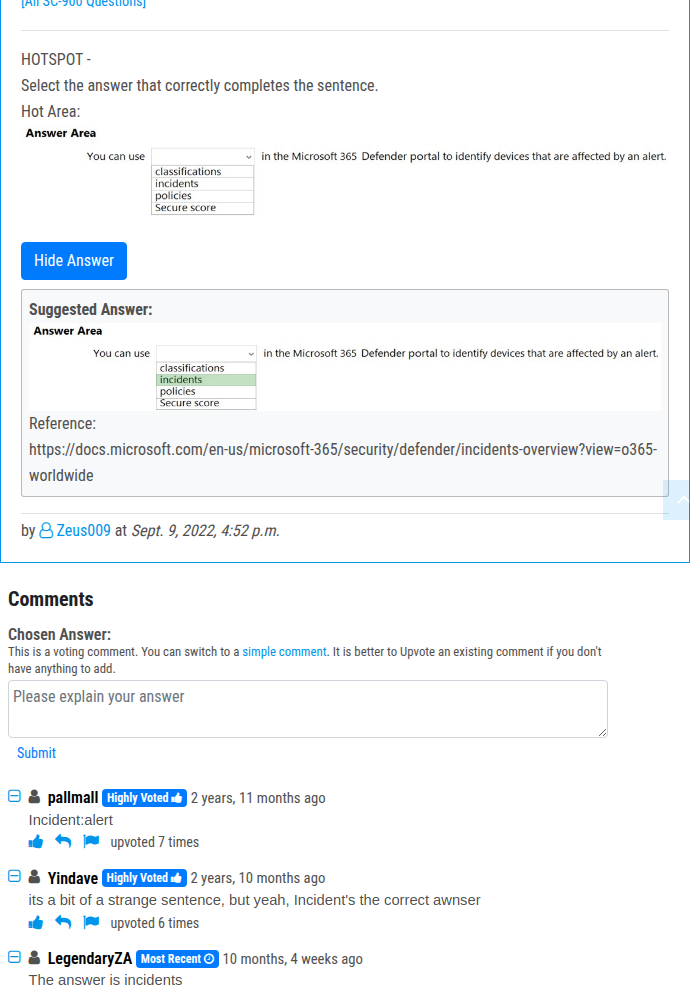 [All SC-900 Questions]
HOTSPOT -
Select the answer that correctly completes the sentence.
Hot Area:
Answer Area
You can use in the Microsoft 365 Defender portal to identify devices that are affected by an alert.
classifications
incidents
policies
Secure score
Hide Answer
Suggested Answer:
Answer Area
You can use in the Microsoft 365 Defender portal to identify devices that are affected by an alert.
classifications
incidents
policies
Secure score
Reference:
https://docs.microsoft.com/en-us/microsoft-365/security/defender/incidents-overview?view=o365-
worldwide
by Zeus009 at Sept. 9, 2022, 4:52 p.m.
Comments
Chosen Answer:
This is a voting comment. You can switch to a simple comment. It is better to Upvote an existing comment if you don't
have anything to add.
Please explain your answer
Submit
pallmall Highly Voted 2 years, 11 months ago
Incident:alert
upvoted 7 times
Yindave Highly Voted 2 years, 10 months ago
its a bit of a strange sentence, but yeah, Incident's the correct awnser
upvoted 6 times
LegendaryZA Most Recent 10 months, 4 weeks ago
The answer is incidents